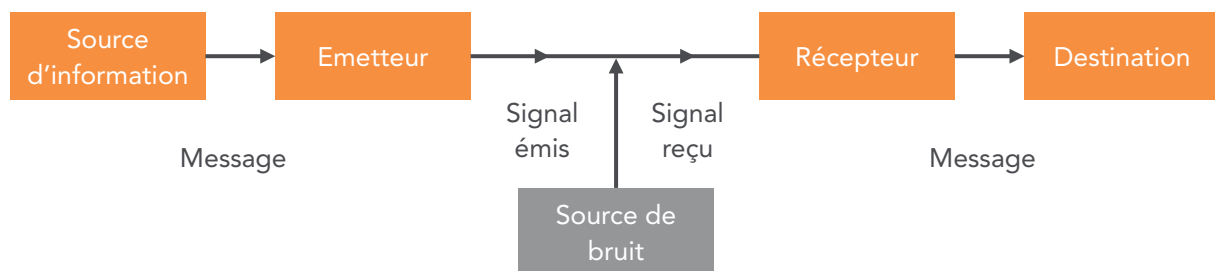 Source
d'information
Emetteur
Récepteur
Destination
Signal
émis
Signal
reçu
Message
Message
Source de
bruit